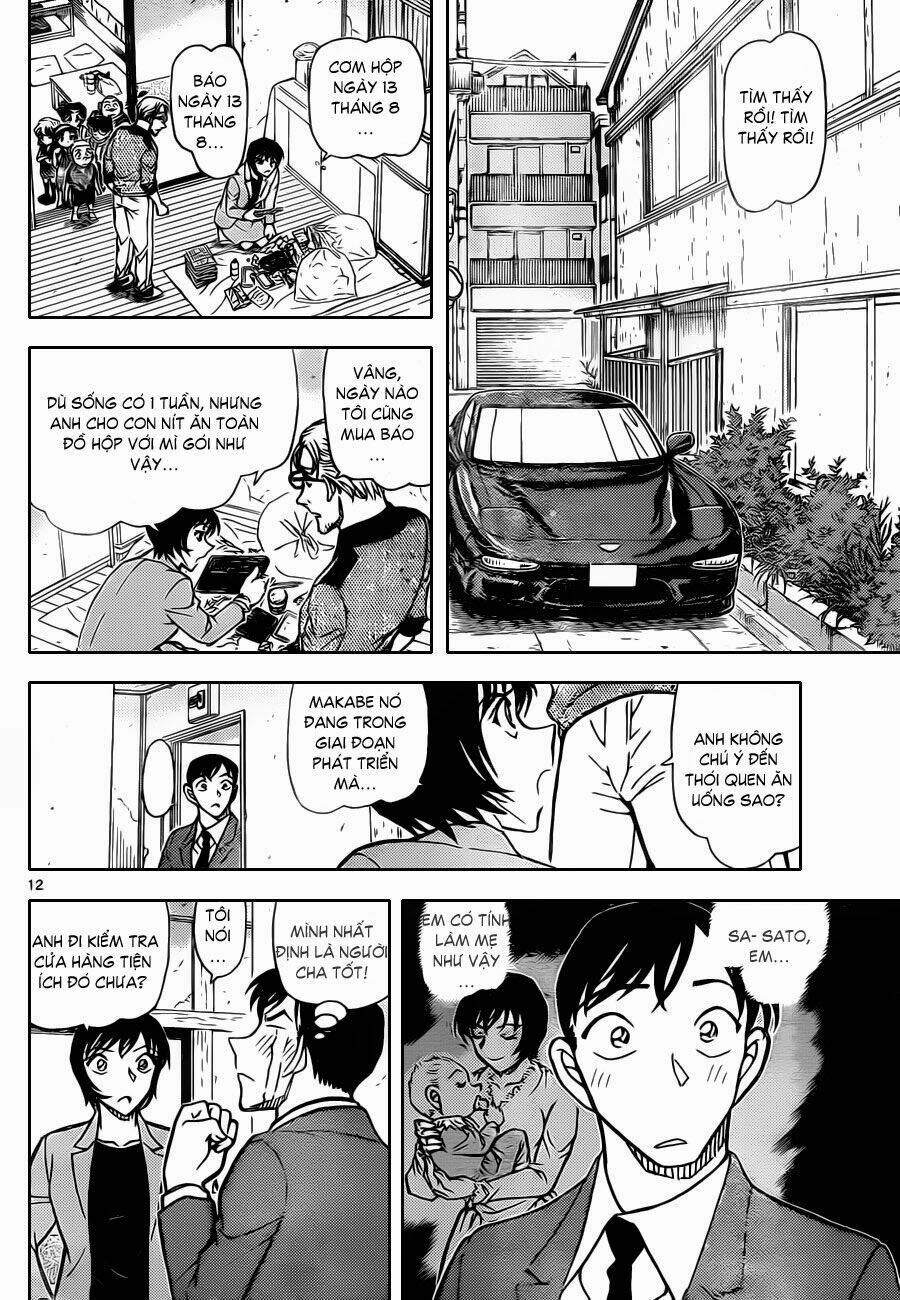 TÌM THẤY
RỒI! TÌM
THẤY RỒI!
CƠM HỘP
NGÀY 13
THÁNG 8
...
BÁO
NGÀY 13
THÁNG
8...
VÂNG,
NGÀY NÀO
TÔI CŨNG
MUA BÁO
...
DÙ SỐNG CÓ 1 TUẦN, NHƯNG
ANH CHO CON NÍT ĂN TOÀN
ĐỒ HỘP VỚI MÌ GÓI NHƯ
VẬY...
ANH KHÔNG
CHÚ Ý ĐẾN
THÓI QUEN ĂN
UỐNG SAO?
MAKABE NÓ
ĐANG TRONG
GIAI ĐOẠN
PHÁT TRIỂN
MÀ...
12
SA- SATO,
EM...
EM CÓ TÍNH
LÀM MẸ
NHƯ VẬY ...
MÌNH NHẤT
ĐỊNH LÀ NGƯỜI
CHA TỐT!
TÔI
NÓI
...
ANH ĐI KIỂM TRA
CỬA HÀNG TIỆN
ÍCH ĐÓ CHƯA?